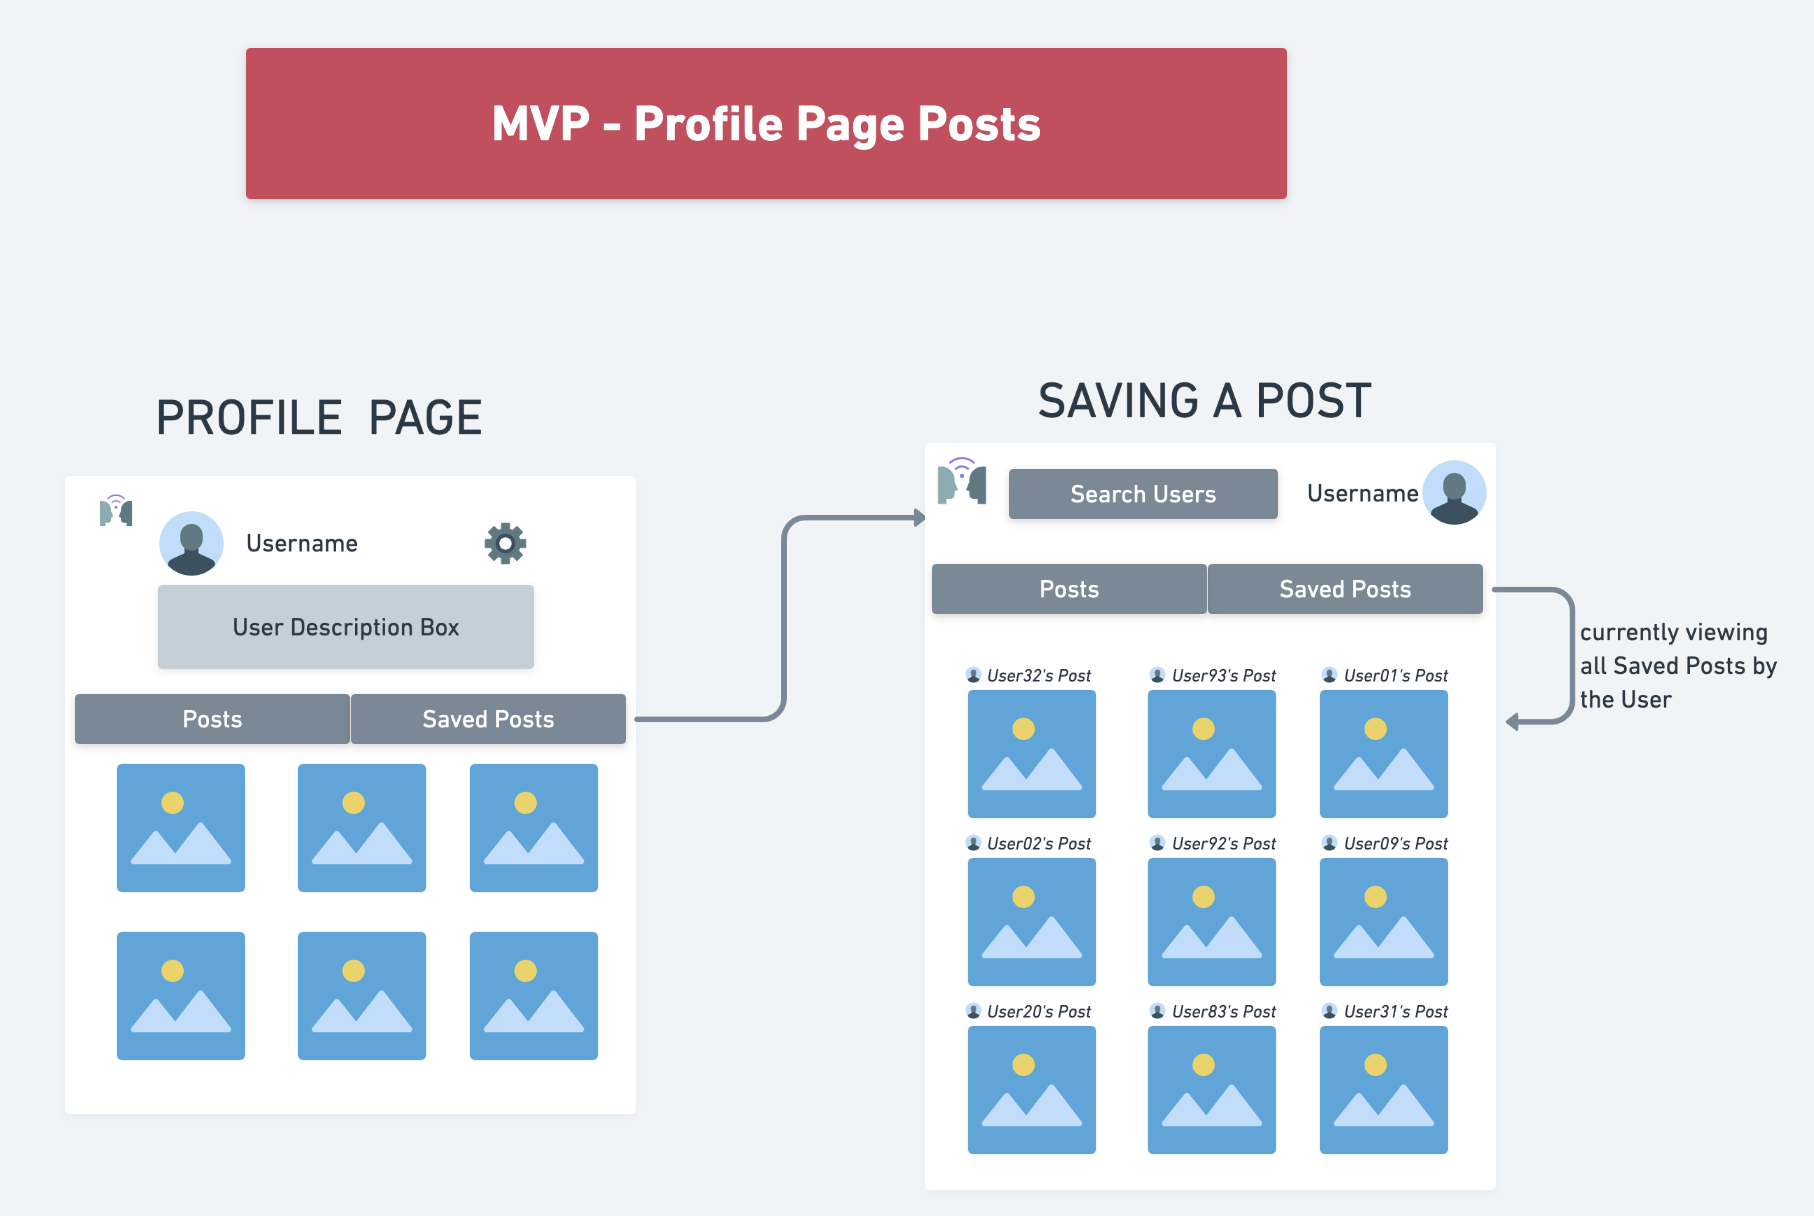 MVP - Profile Page Posts
PROFILE PAGE
Username
User Description Box
Posts
Saved Posts
SAVING A POST
Search Users
Username
Posts
Saved Posts
currently viewing
all Saved Posts by
the User
User32's Post
User93's Post
User01's Post
User02's Post
User92's Post
User09's Post
User20's Post
User83's Post
User31's Post